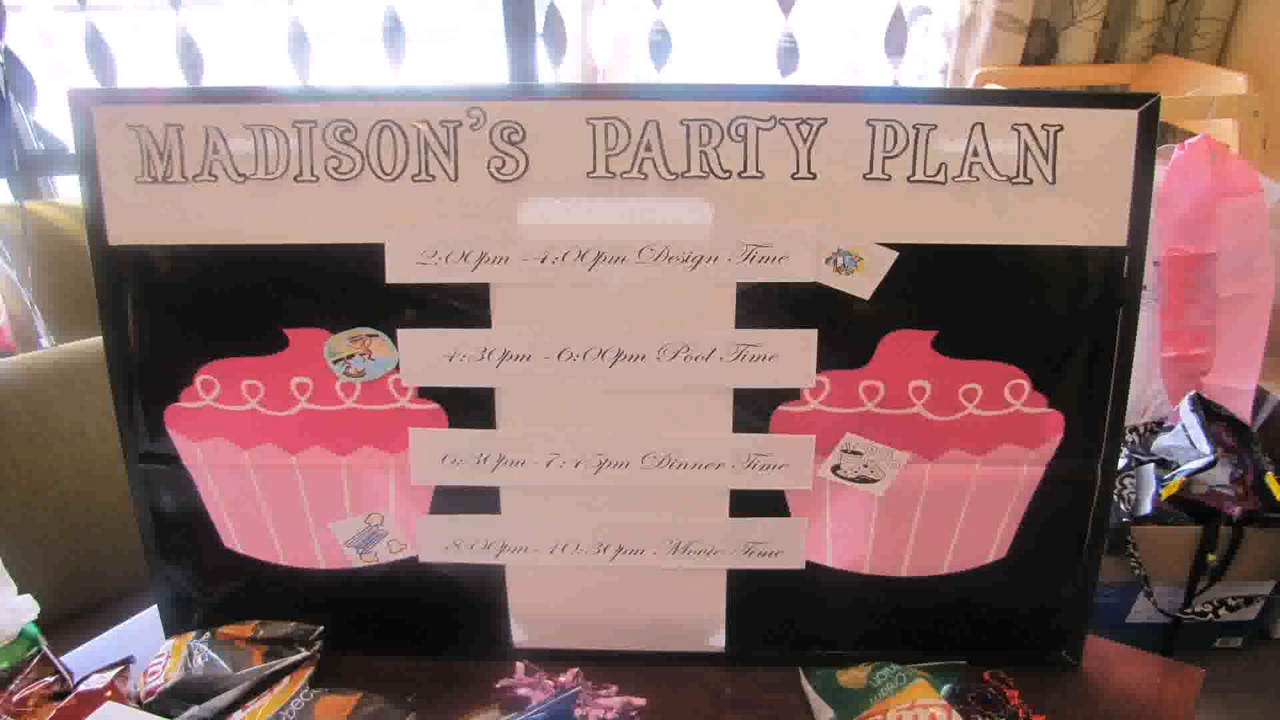 MADISON'S PARTY PLAN
2:00pm - 4:00pm Design Time
4:30pm - 6:00pm Pool Time
6:30pm - 7:45pm Dinner Time
8:00pm - 10:30pm Movie Time